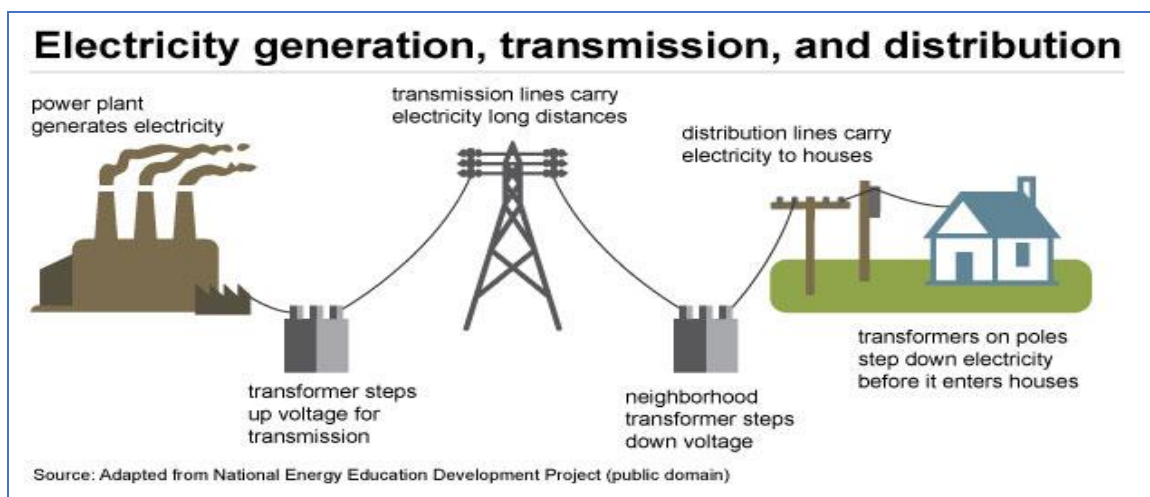 Electricity generation, transmission, and distribution
power plant
generates electricity
transmission lines carry
electricity long distances
distribution lines carry
electricity to houses
transformer steps
up voltage for
transmission
neighborhood
transformer steps
down voltage
transformers on poles
step down electricity
before it enters houses
Source: Adapted from National Energy Education Development Project (public domain)